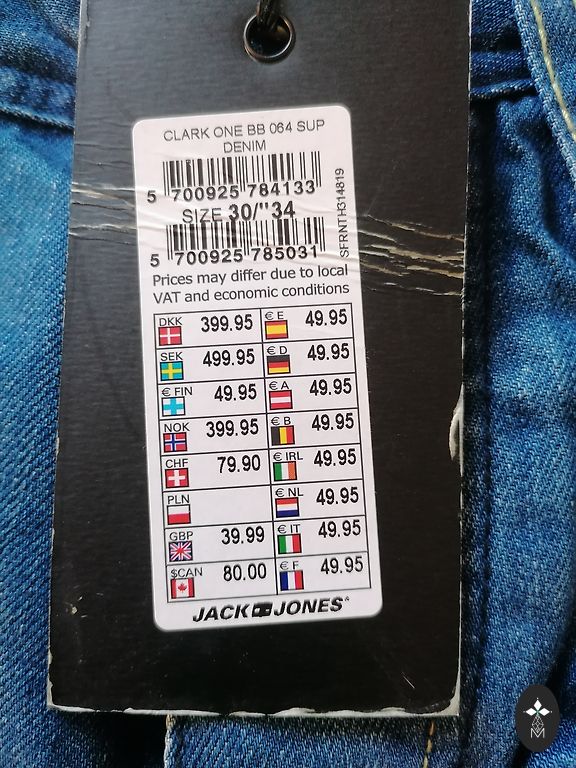 CLARK ONE BB 064 SUP
DENIM
5 700925 784133
SIZE 30/"34
5 700925 785031
SFRNTH314819
Prices may differ due to local
VAT and economic conditions
DKK 399.95 € E 49.95
SEK 499.95 € D 49.95
€ FIN 49.95 € A 49.95
NOK 399.95 € B 49.95
CHF 79.90 € IRL 49.95
PLN € NL 49.95
GBP 39.99 € IT 49.95
$CAN 80.00 € F 49.95
JACK JONES